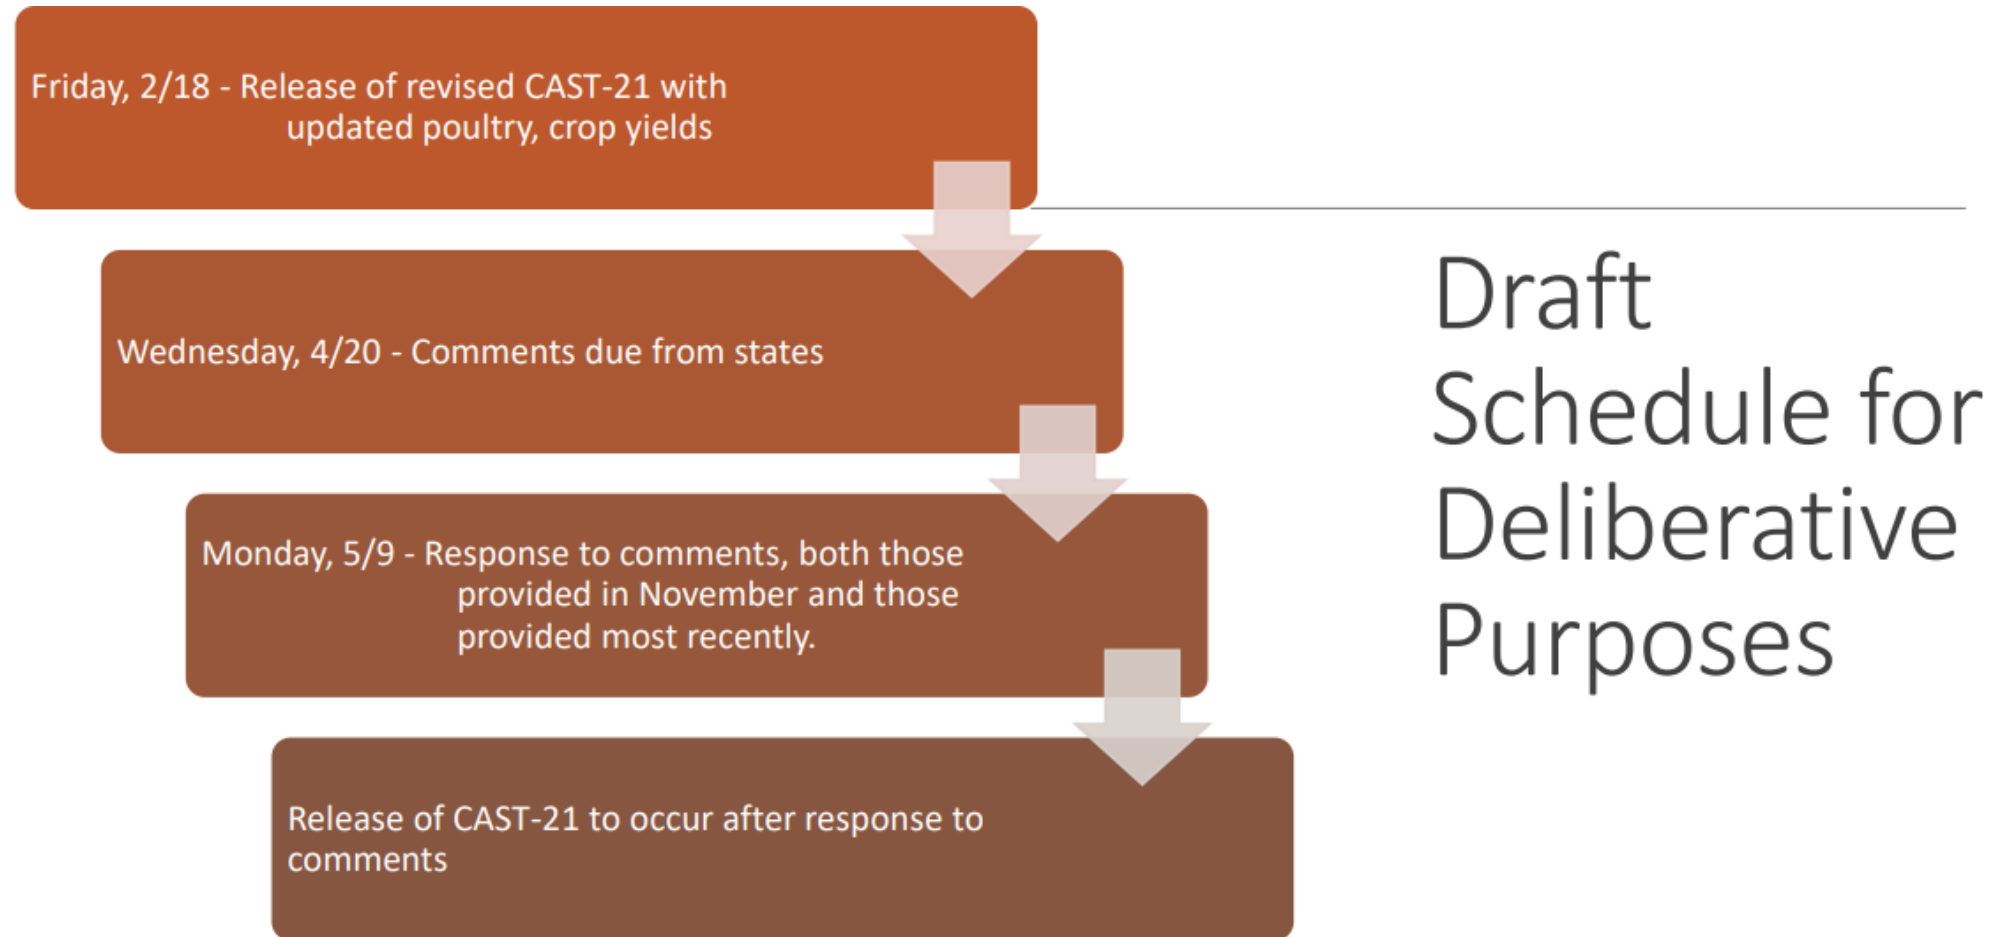 Friday, 2/18 - Release of revised CAST-21 with
updated poultry, crop yields
Wednesday, 4/20 - Comments due from states
Monday, 5/9 - Response to comments, both those
provided in November and those
provided most recently.
Release of CAST-21 to occur after response to
comments
Draft
Schedule for
Deliberative
Purposes